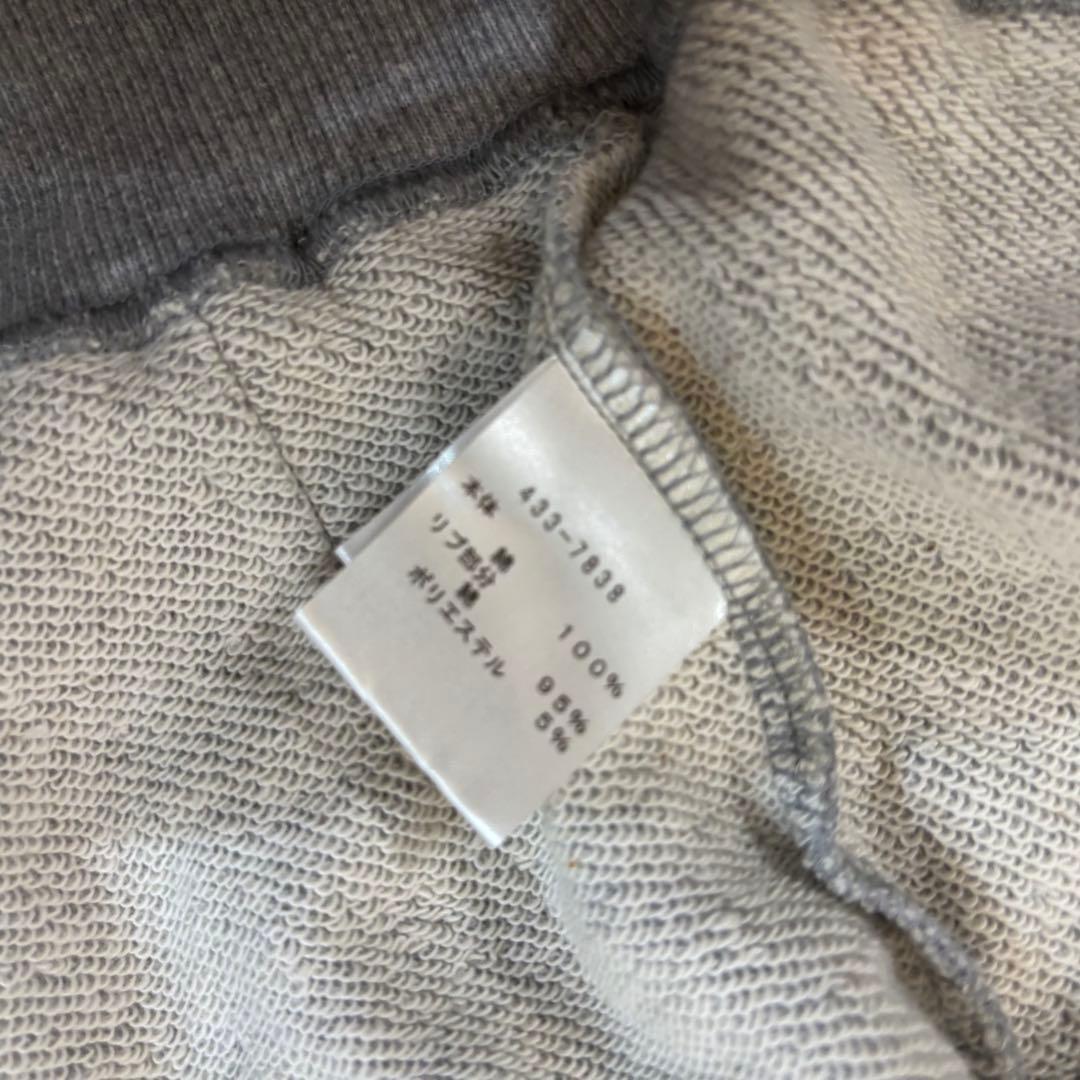 433-7838
本体
綿 100%
リブ部分
綿 95%
ポリエステル 5%